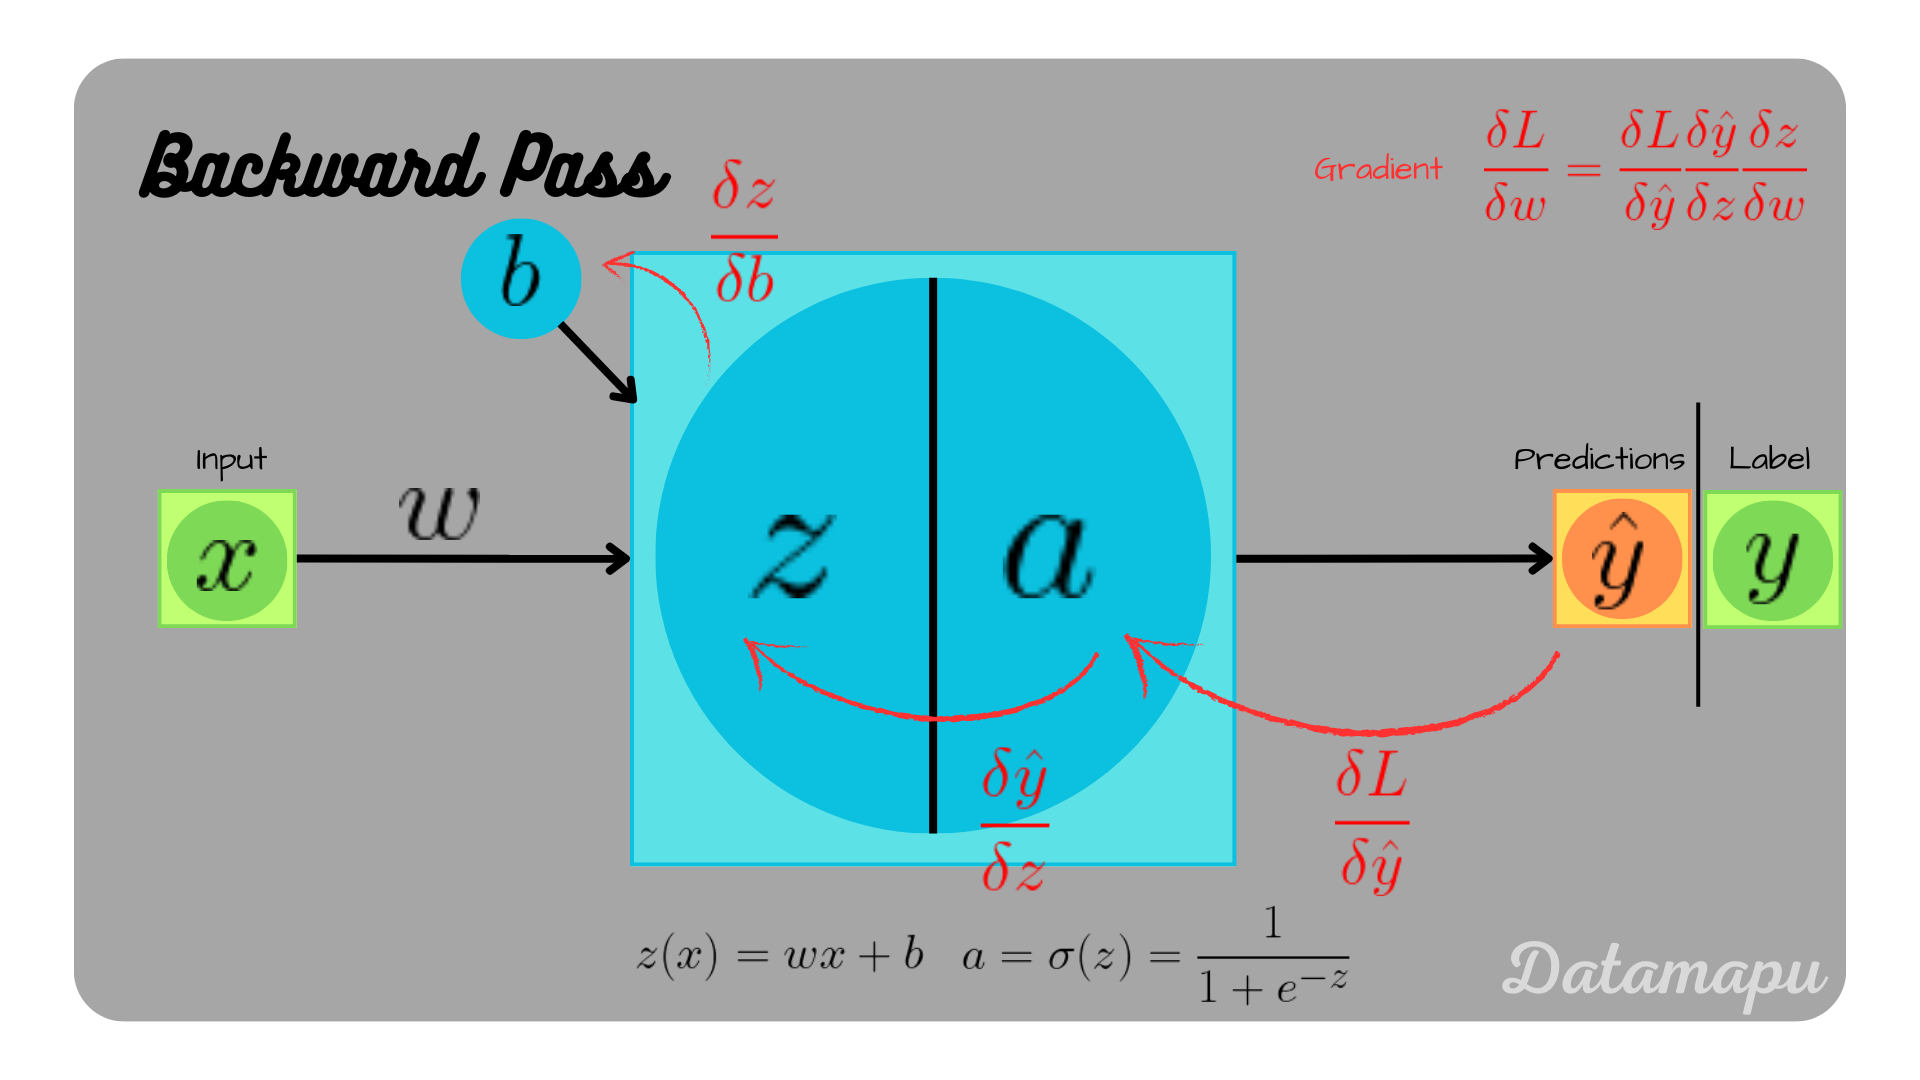 Backward Pass
Gradient δL/δw = δL/δŷ δŷ/δz δz/δw
δz/δb
b
Input
w
Predictions
Label
x
z
a
ŷ
y
δŷ/δz
δL/δŷ
z(x) = wx + b a = σ(z) = 1/(1 + e^{-z})
Datamapu